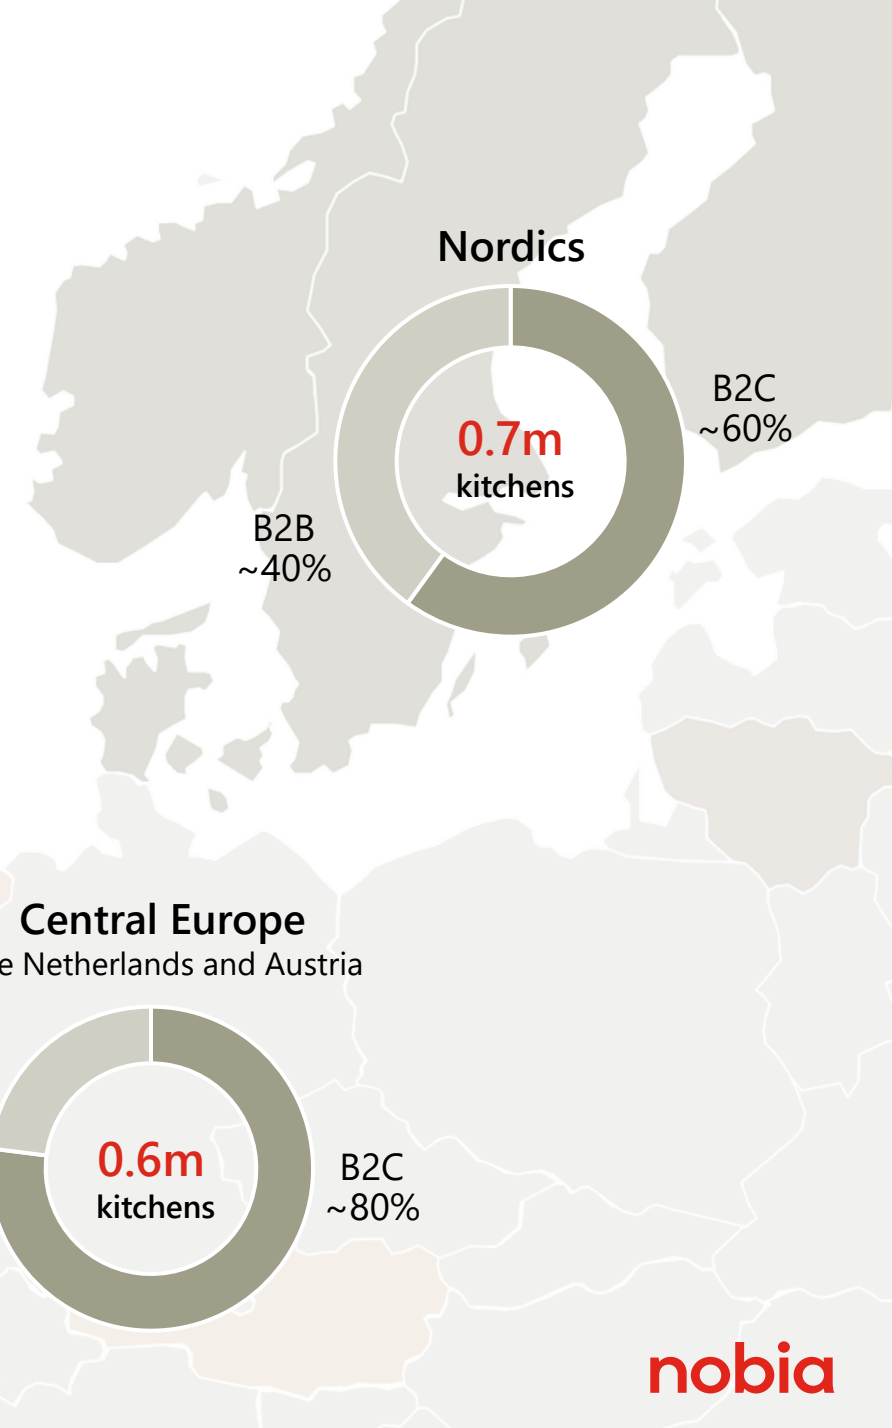 Nordics
B2C
~60%
0.7m
kitchens
B2B
~40%
Central Europe
e Netherlands and Austria
0.6m
kitchens
B2C
~80%
nobia